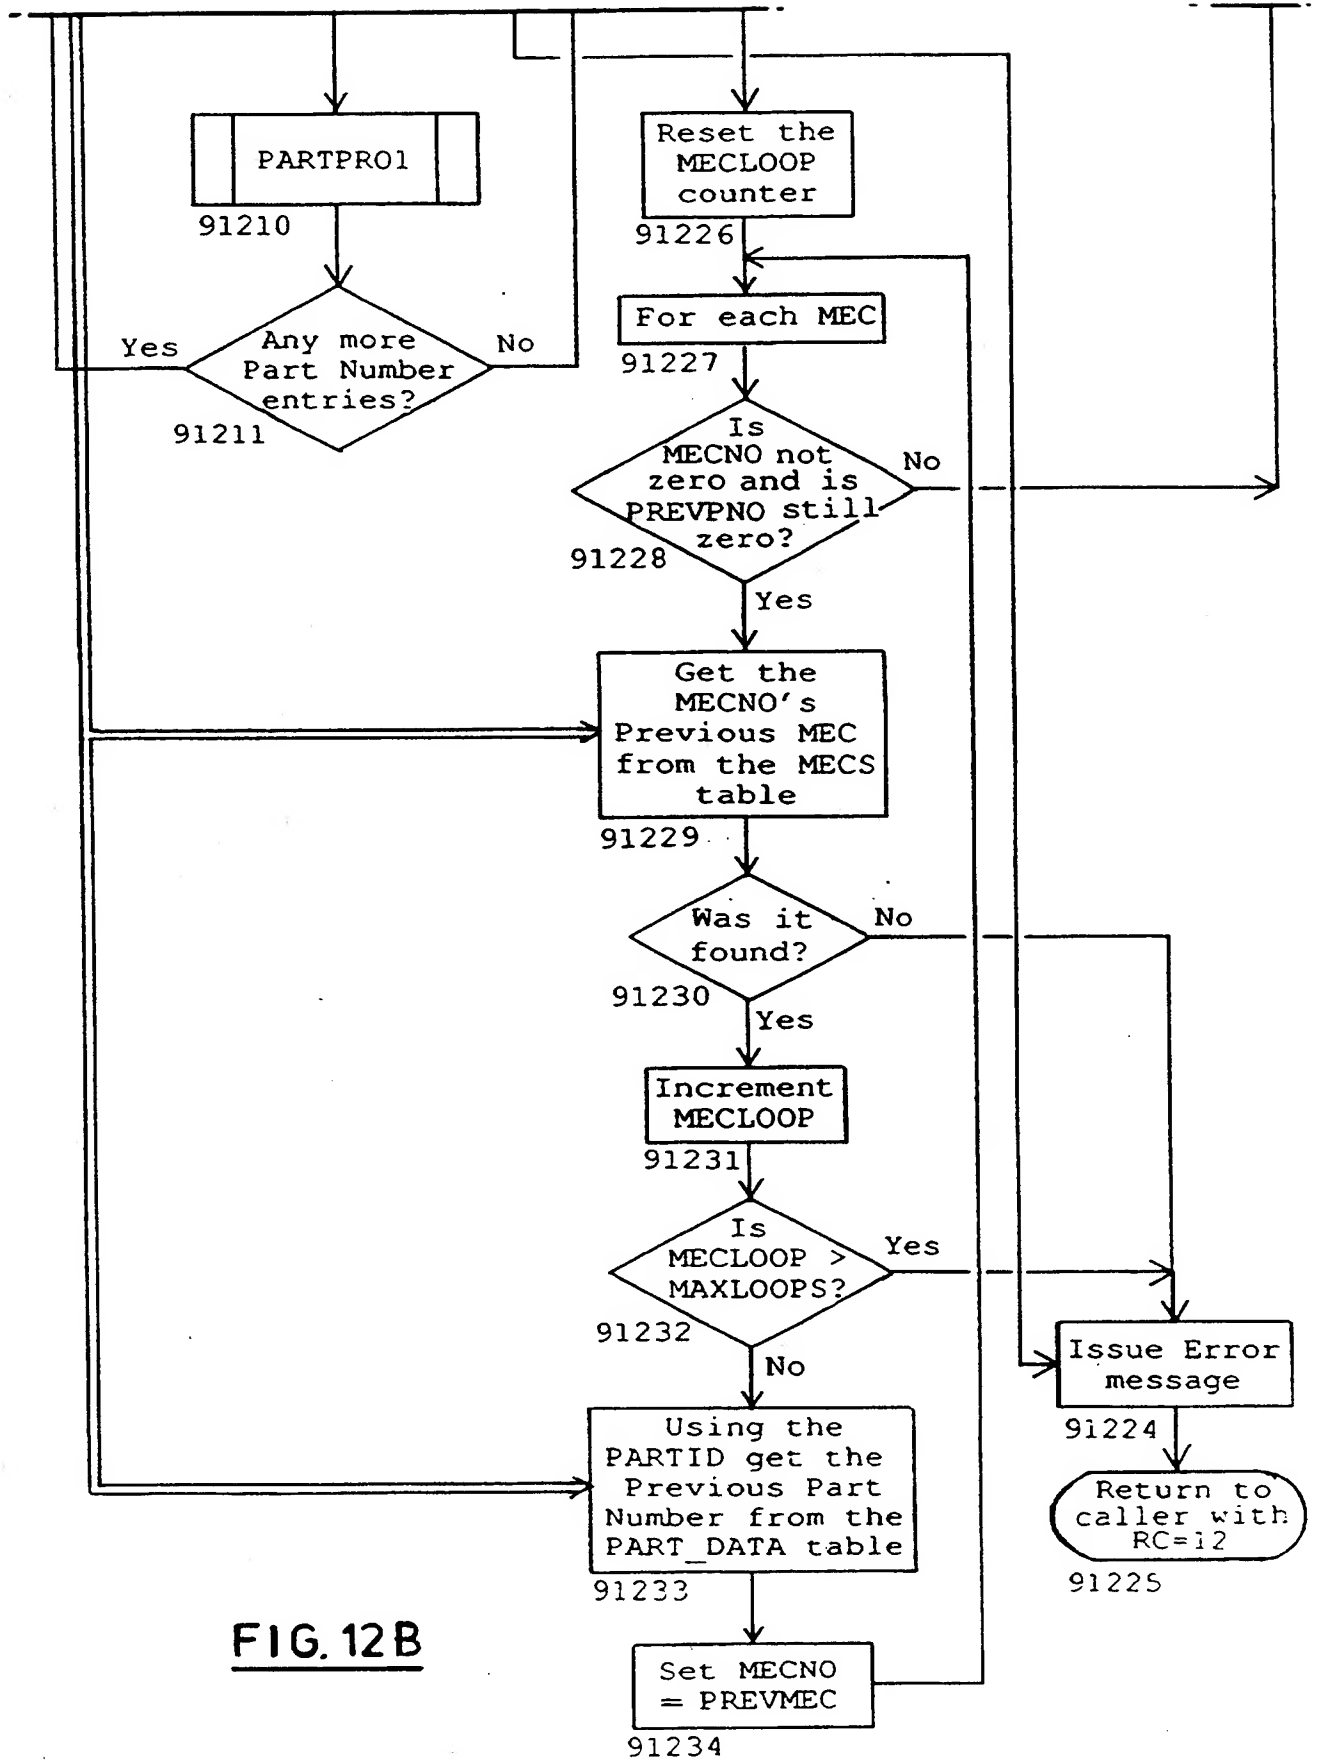 PARTPRO1
91210
Any more
Part Number
entries?
Yes
No
91211
Reset the
MECLOOP
counter
91226
For each MEC
91227
Is
MECNO not
zero and is
PREVPNO still
zero?
No
91228
Yes
Get the
MECNO's
Previous MEC
from the MECS
table
91229
Was it
found?
No
91230
Yes
Increment
MECLOOP
91231
Is
MECLOOP >
MAXLOOPS?
Yes
91232
No
Using the
PARTID get the
Previous Part
Number from the
PART_DATA table
91233
Set MECNO
= PREVMEC
91234
Issue Error
message
91224
Return to
caller with
RC=12
91225
FIG. 12B